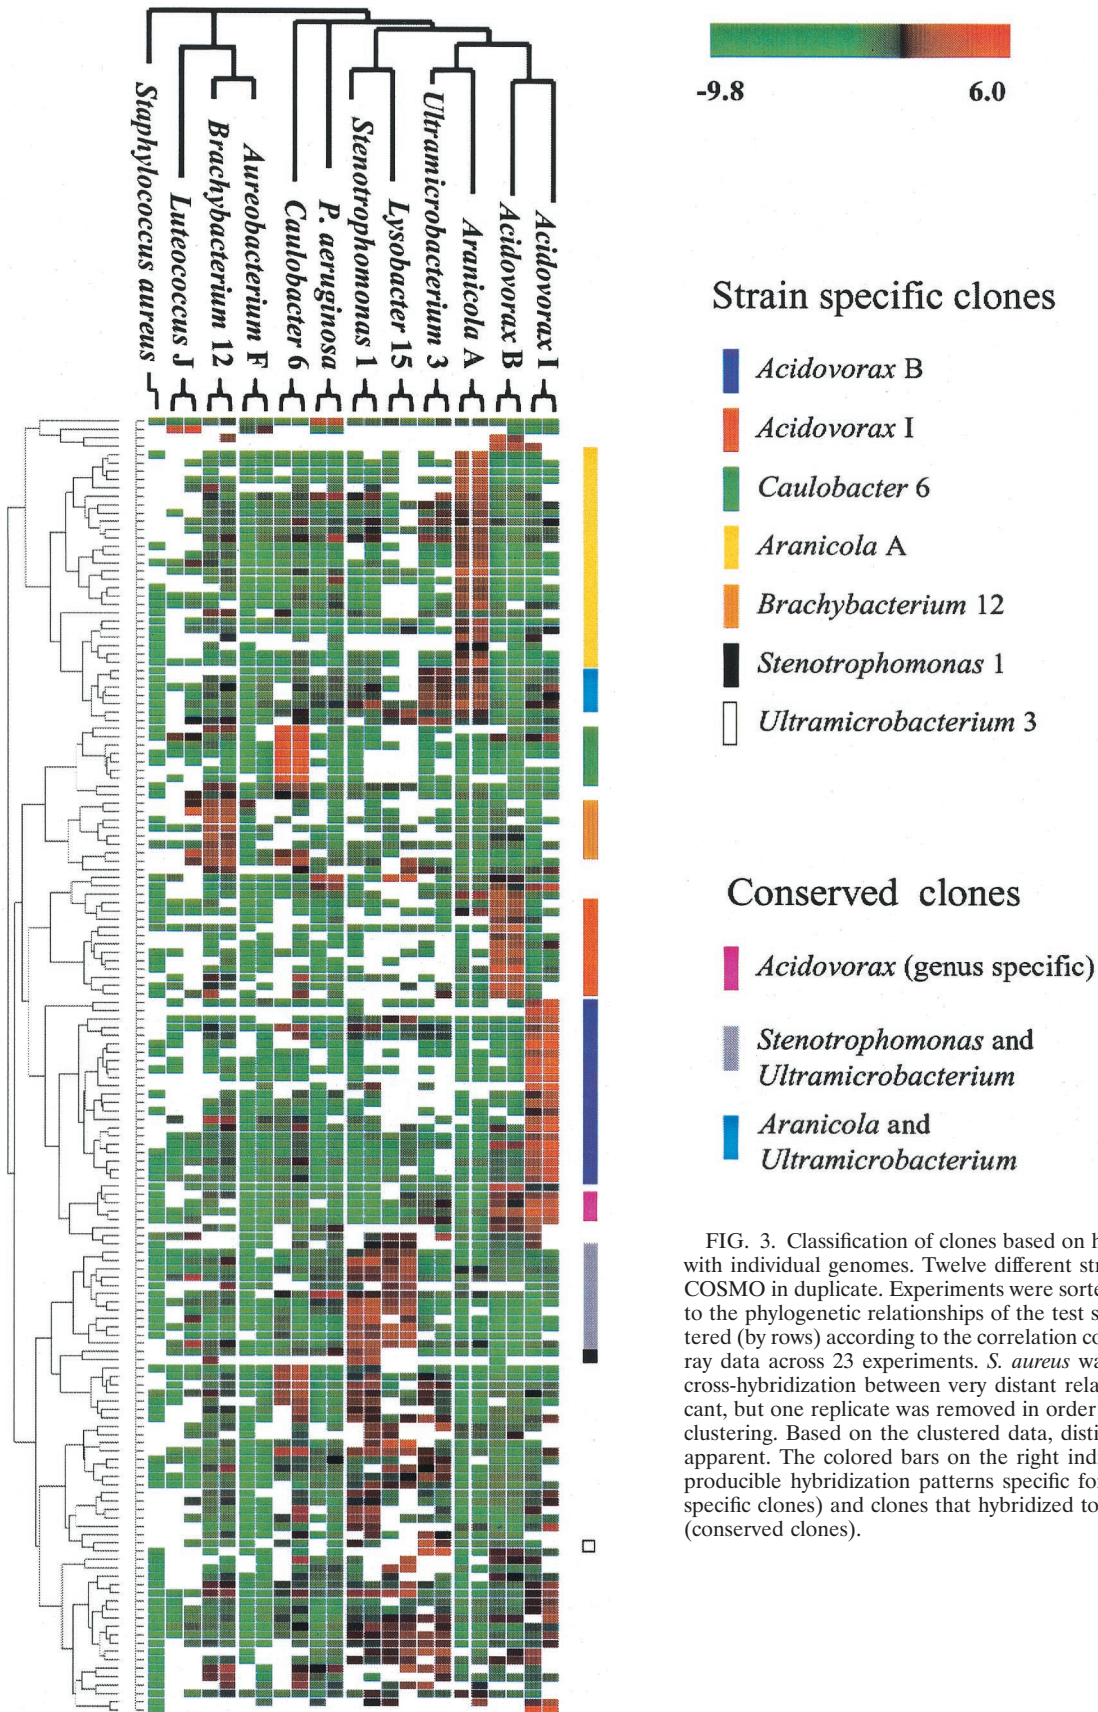 -9.8 6.0
Staphylococcus aureus
Luteococcus J
Brachybacterium 12
Aureobacterium F
Caulobacter 6
P. aeruginosa
Stenotrophomonas 1
Lysobacter 15
Ultramicrobacterium 3
Aranicola A
Acidovorax B
Acidovorax I
Strain specific clones
Acidovorax B
Acidovorax I
Caulobacter 6
Aranicola A
Brachybacterium 12
Stenotrophomonas 1
Ultramicrobacterium 3
Conserved clones
Acidovorax (genus specific)
Stenotrophomonas and
Ultramicrobacterium
Aranicola and
Ultramicrobacterium
FIG. 3. Classification of clones based on h
with individual genomes. Twelve different str
COSMO in duplicate. Experiments were sorte
to the phylogenetic relationships of the test s
tered (by rows) according to the correlation co
ray data across 23 experiments. S. aureus wa
cross-hybridization between very distant rela
cant, but one replicate was removed in order
clustering. Based on the clustered data, disti
apparent. The colored bars on the right ind
producible hybridization patterns specific fo
specific clones) and clones that hybridized to
(conserved clones).